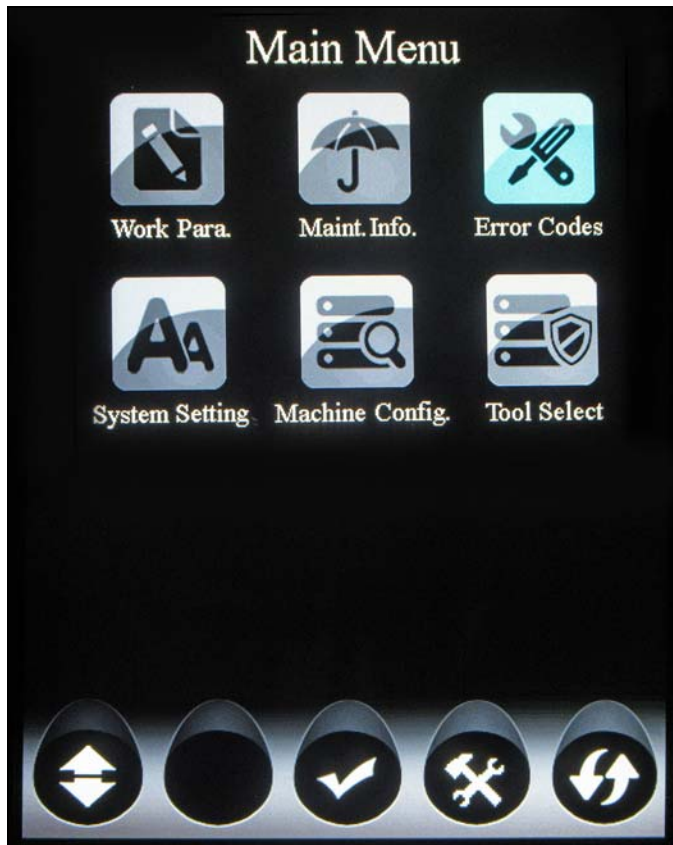 Main Menu
Work Para.
Maint. Info.
Error Codes
System Setting
Machine Config.
Tool Select